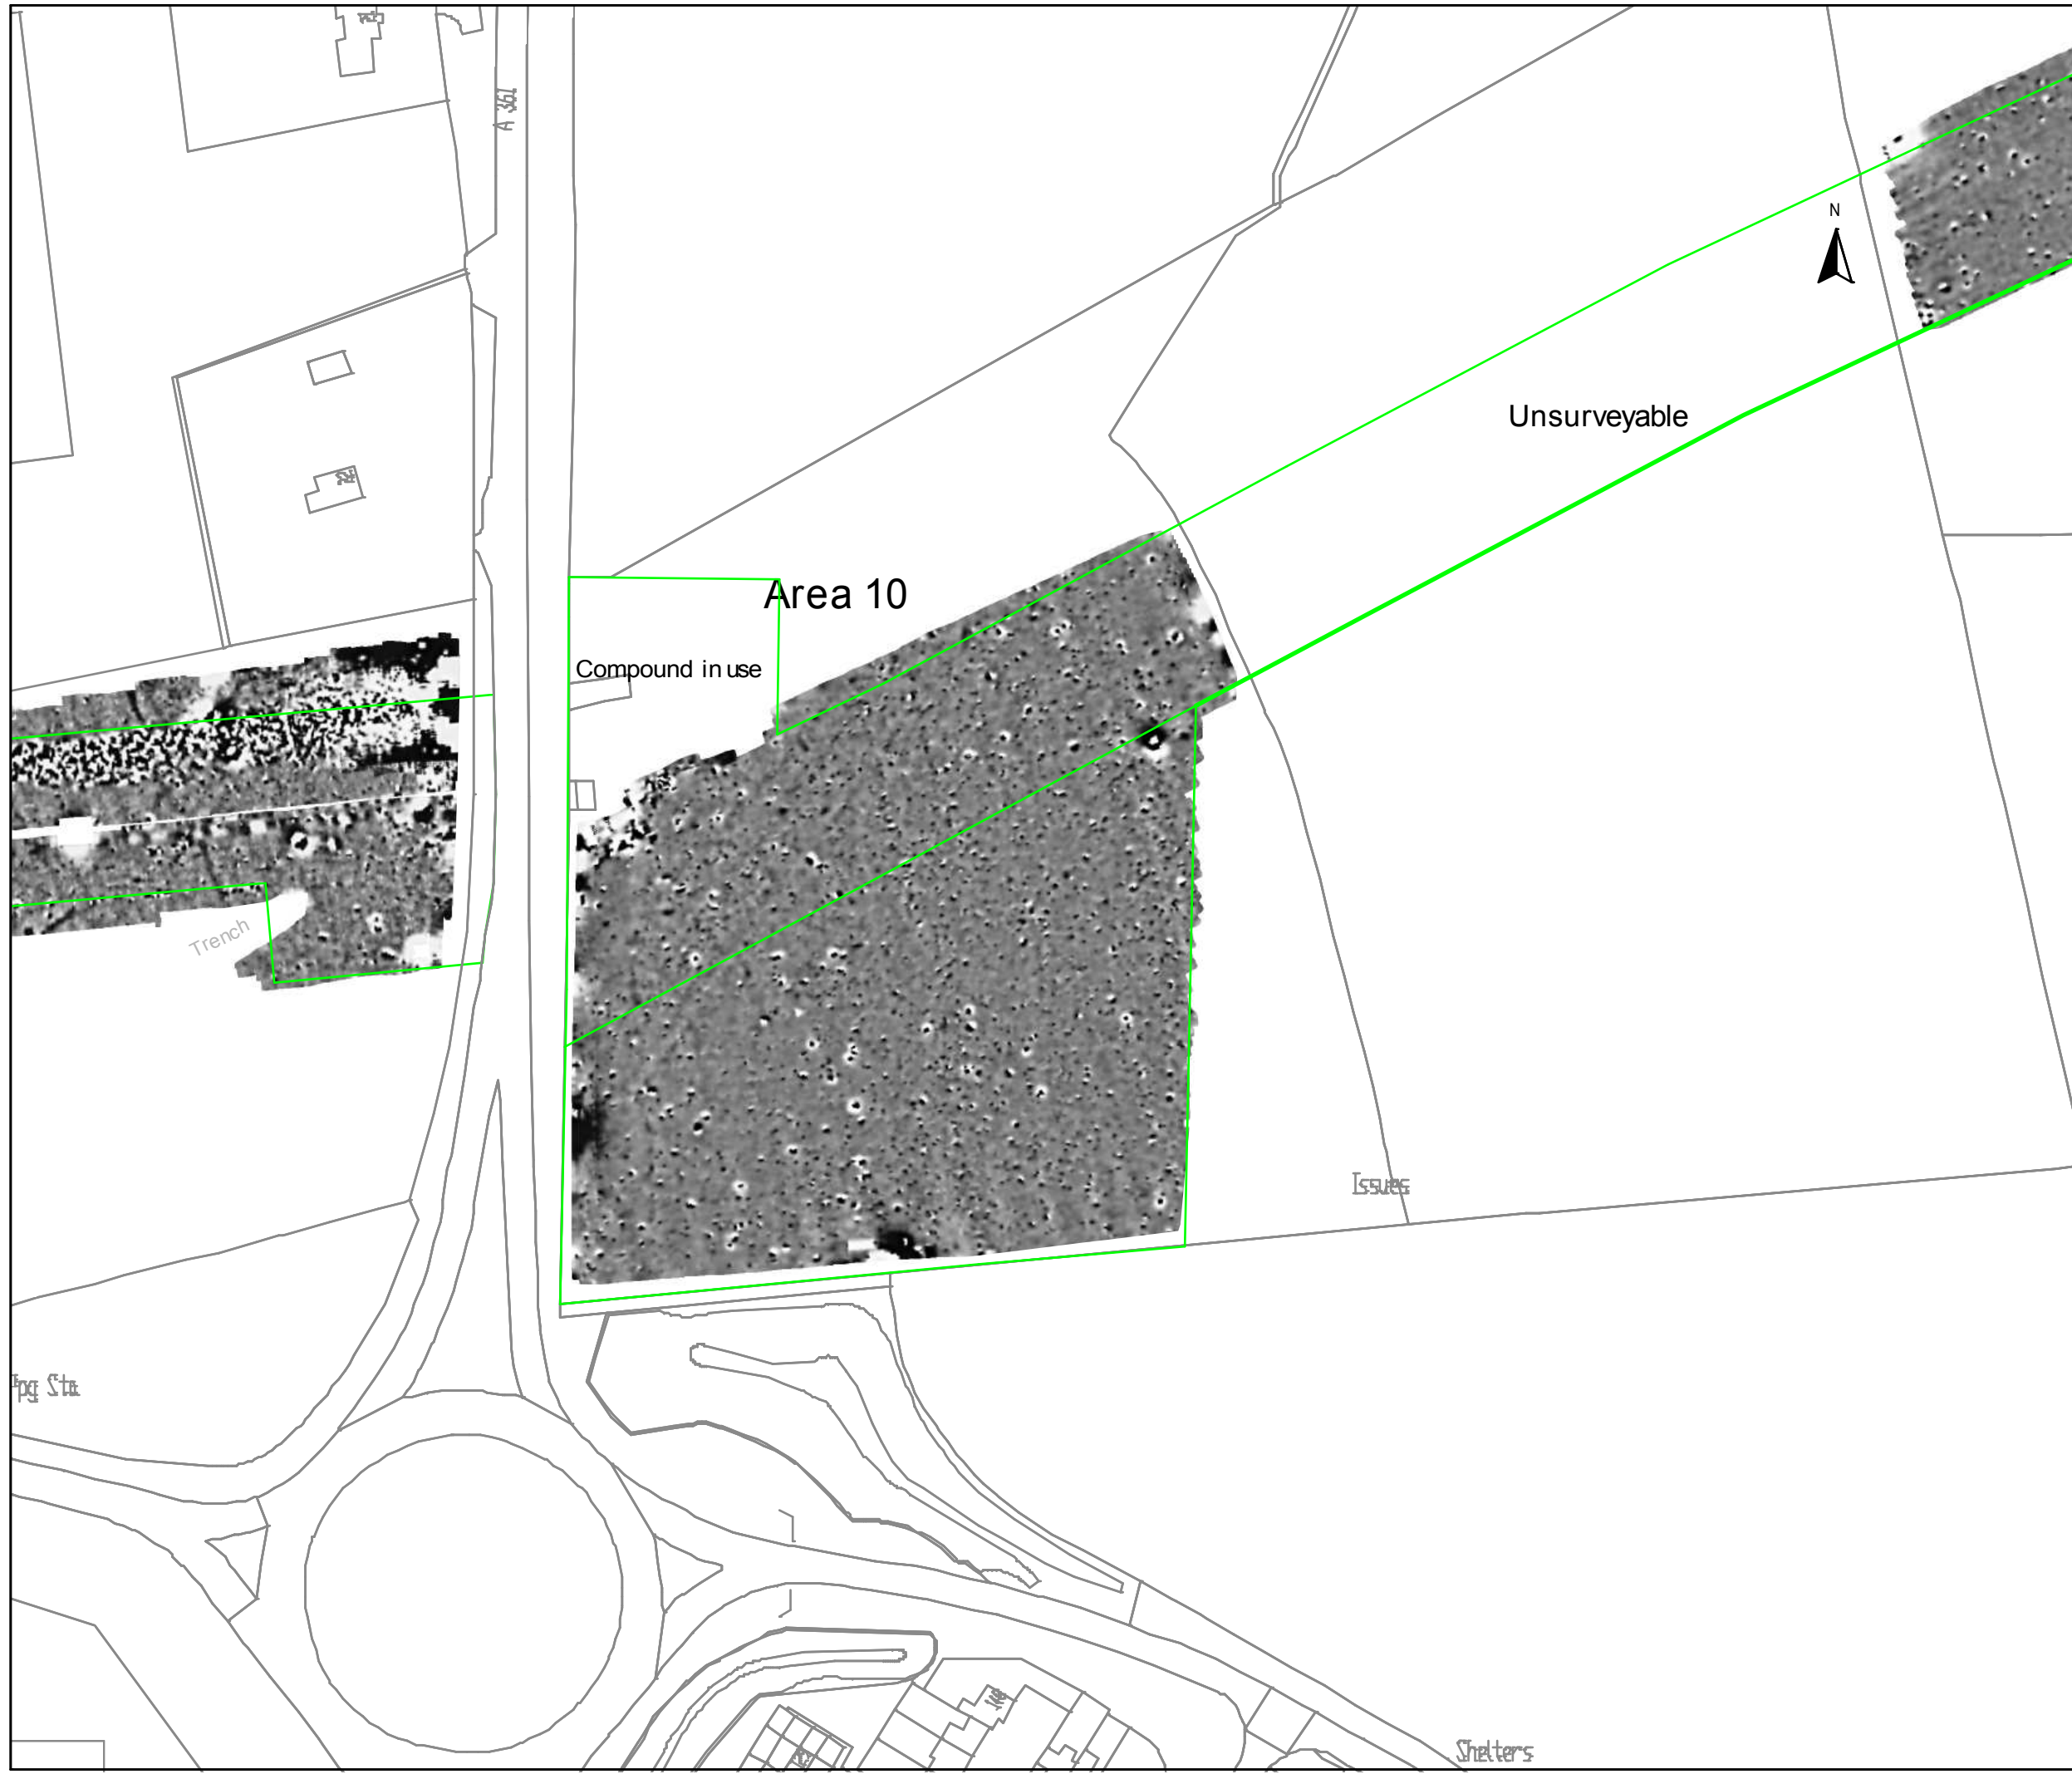 A 361
N
Unsurveyable
Area 10
Compound in use
Trench
Issues
Shelters